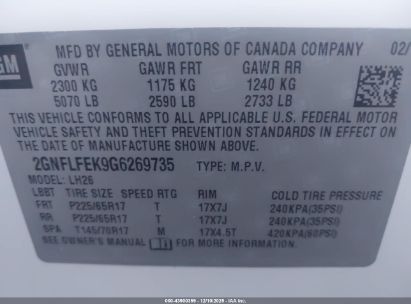 GM
MFD BY GENERAL MOTORS OF CANADA COMPANY 02/
GVWR GAWR FRT GAWR RR
2300 KG 1175 KG 1240 KG
5070 LB 2590 LB 2733 LB
THIS VEHICLE CONFORMS TO ALL APPLICABLE U.S. FEDERAL MOTOR
VEHICLE SAFETY AND THEFT PREVENTION STANDARDS IN EFFECT ON
THE DATE OF MANUFACTURE SHOWN ABOVE.
2GNFLFEK9G6269735 TYPE: M.P.V.
MODEL: LH26
LBBT TIRE SIZE SPEED RTG RIM COLD TIRE PRESSURE
FRT P225/65R17 T 17X7J 240KPA(35PSI)
RR P225/65R17 T 17X7J 240KPA(35PSI)
SPA T145/70R17 M 17X4.5T 420KPA(60PSI)
SEE OWNER'S MANUAL FOR ADDITIONAL INFORMATION